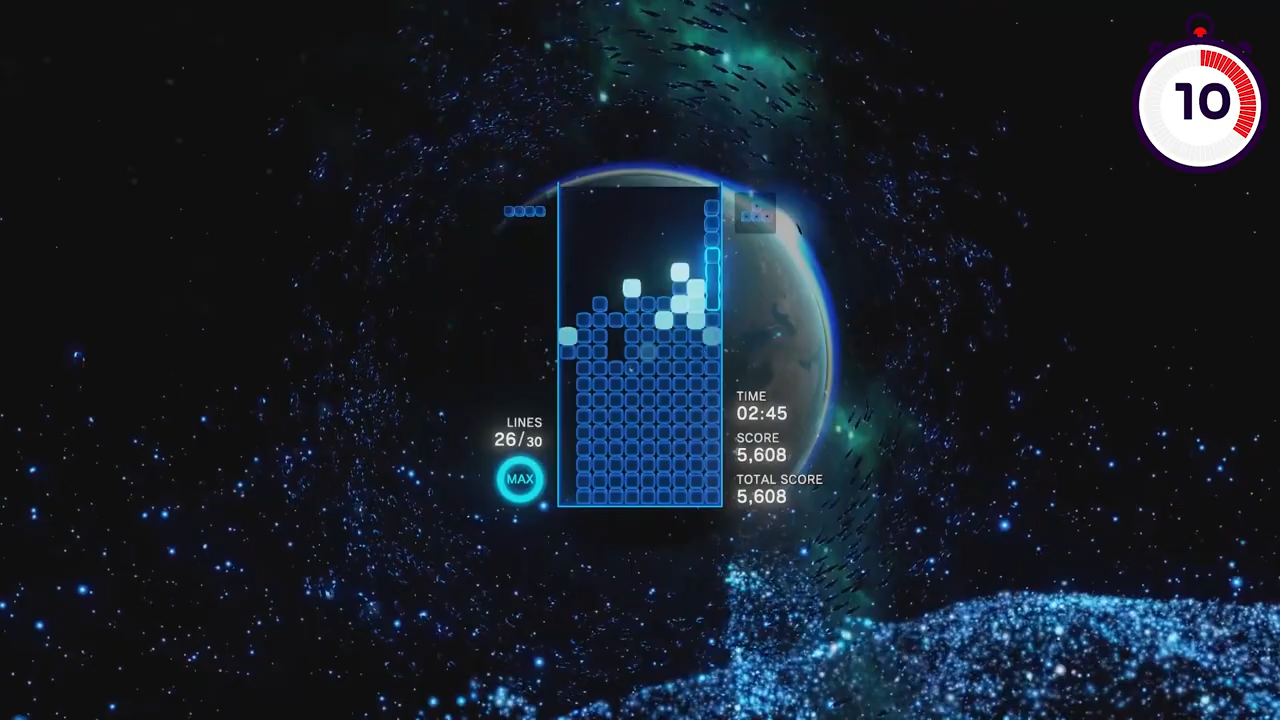 10
LINES
26/30
MAX
TIME
02:45
SCORE
5,608
TOTAL SCORE
5,608